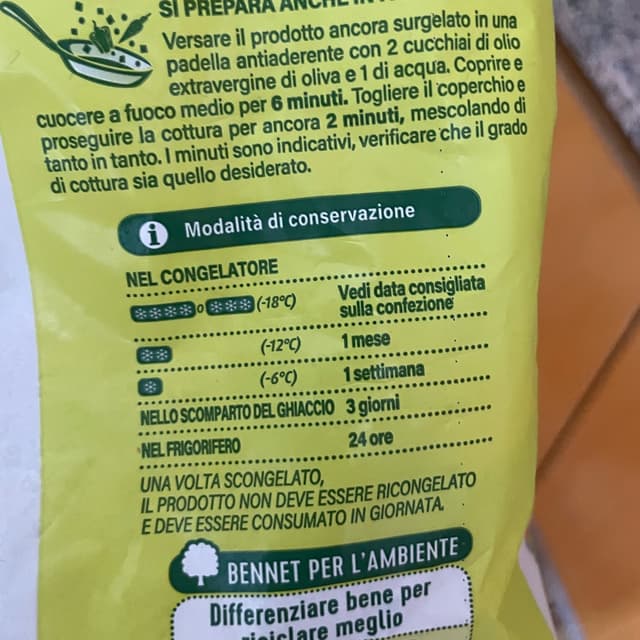 SI PREPARA ANCHE IN
Versare il prodotto ancora surgelato in una
padella antiaderente con 2 cucchiai di olio
extravergine di oliva e 1 di acqua. Coprire e
cuocere a fuoco medio per 6 minuti. Togliere il coperchio e
proseguire la cottura per ancora 2 minuti, mescolando di
tanto in tanto. I minuti sono indicativi, verificare che il grado
di cottura sia quello desiderato.
i Modalità di conservazione
NEL CONGELATORE
o (-18°C) Vedi data consigliata
sulla confezione
(-12°C) 1 mese
(-6°C) 1 settimana
NELLO SCOMPARTO DEL GHIACCIO 3 giorni
NEL FRIGORIFERO 24 ore
UNA VOLTA SCONGELATO,
IL PRODOTTO NON DEVE ESSERE RICONGELATO
E DEVE ESSERE CONSUMATO IN GIORNATA.
BENNET PER L'AMBIENTE
Differenziare bene per
riciclare meglio